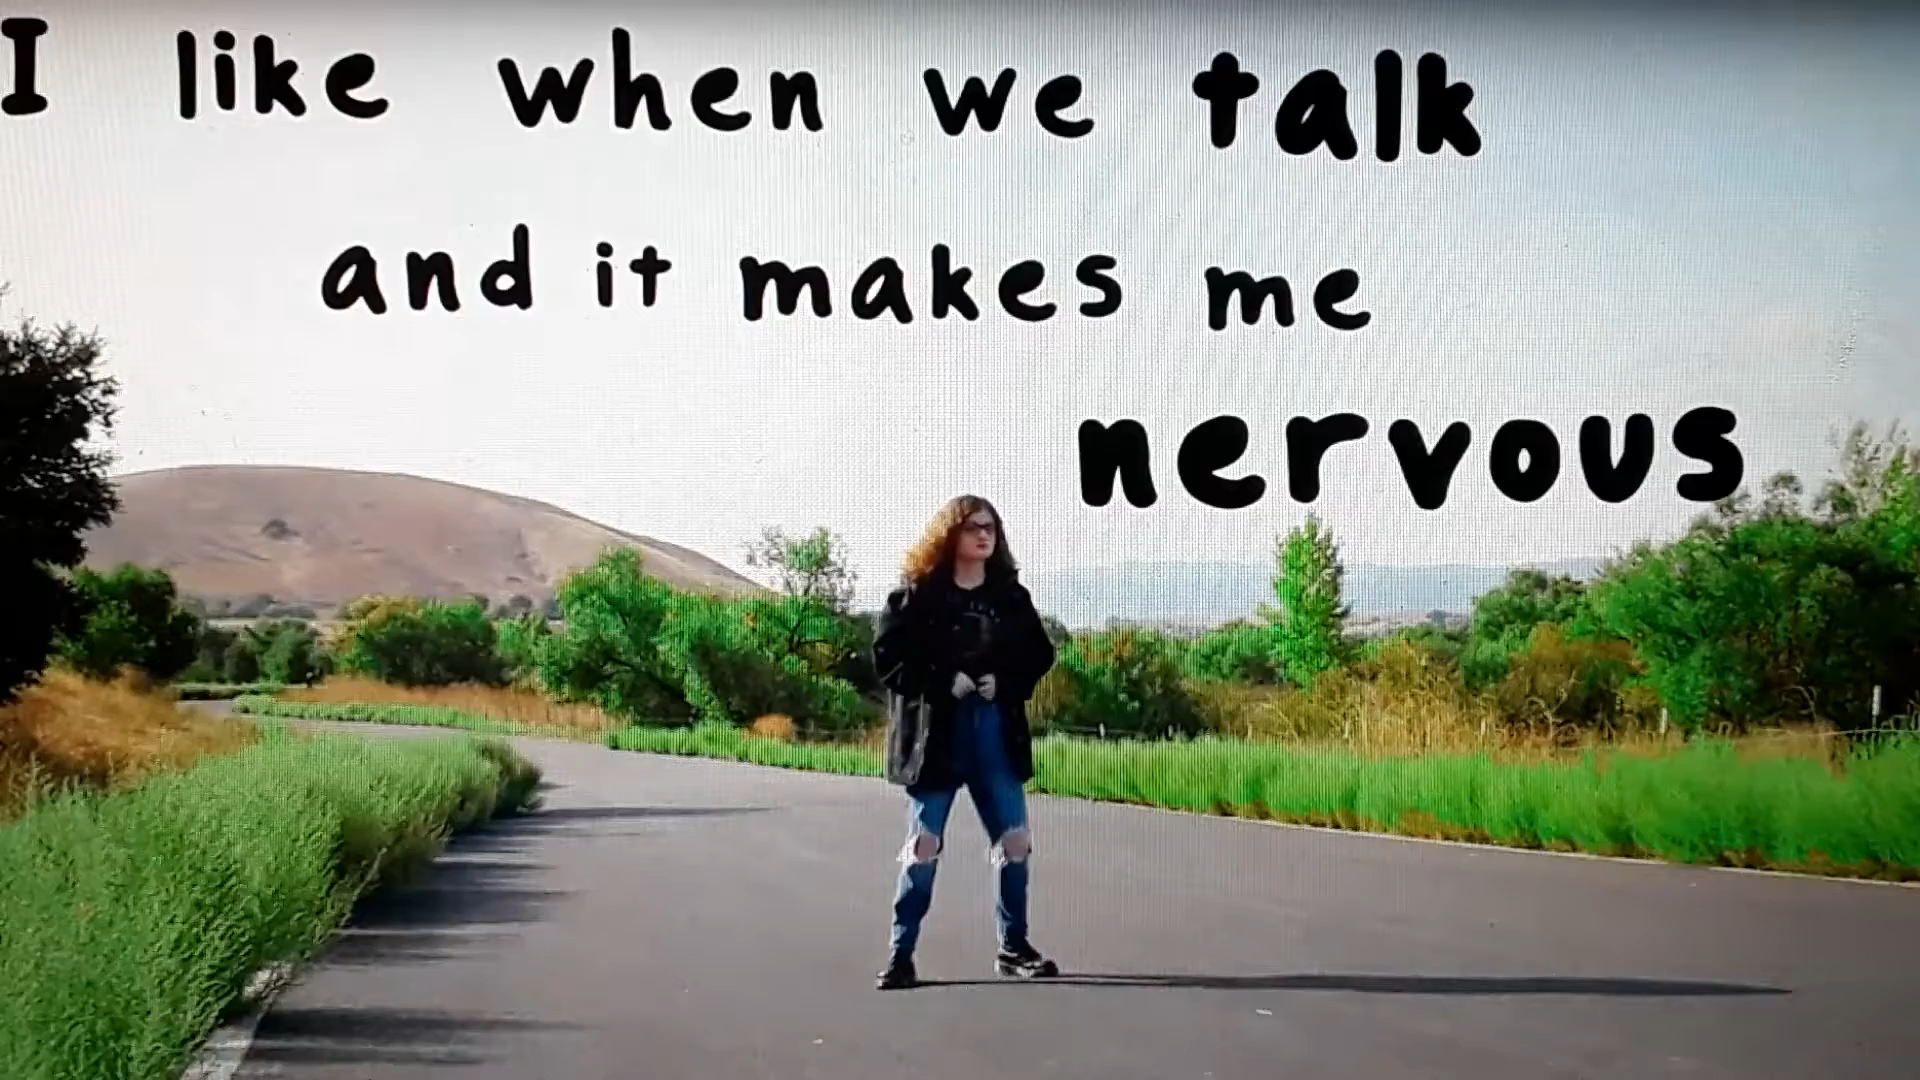 I like when we talk
and it makes me
nervous